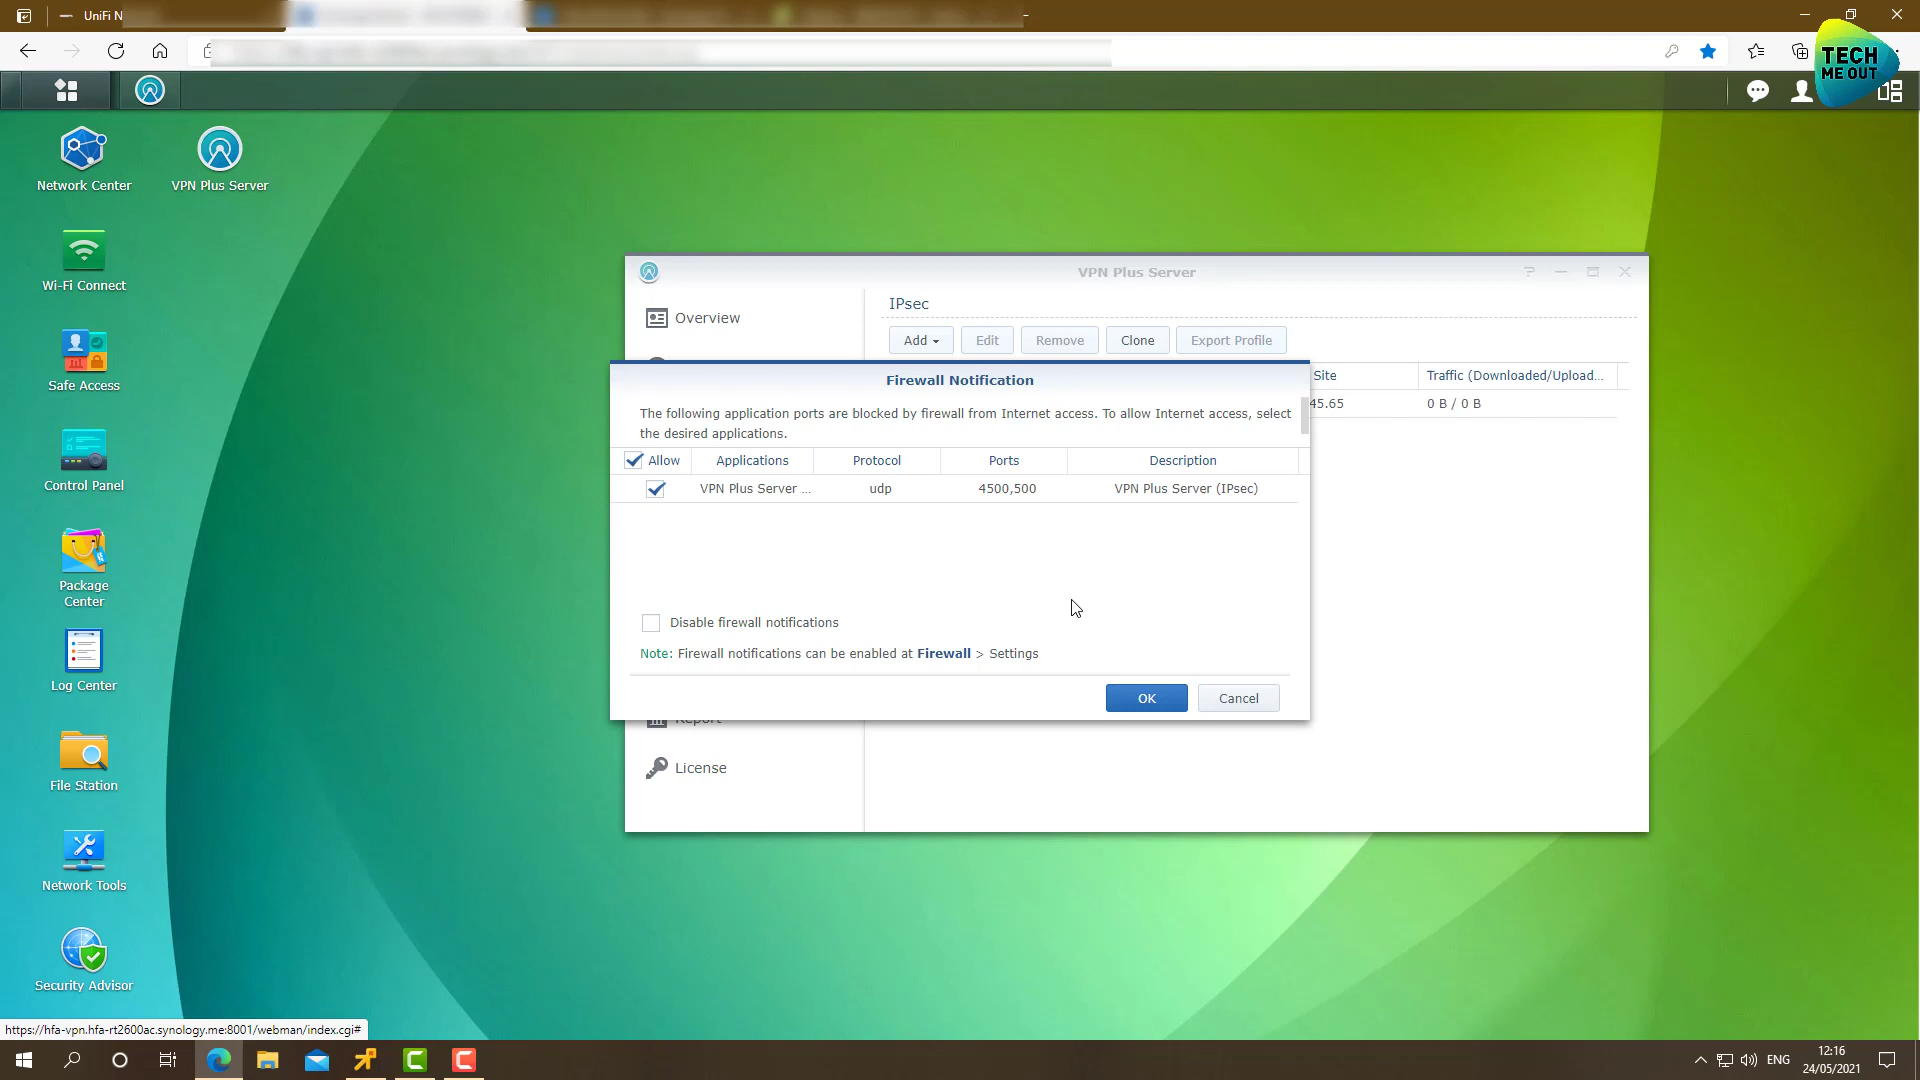 UniFi N
TECH
ME OUT
Network Center
VPN Plus Server
Wi-Fi Connect
Safe Access
Control Panel
Package
Center
Log Center
File Station
Network Tools
Security Advisor
VPN Plus Server
Overview
IPsec
Add
Edit
Remove
Clone
Export Profile
Site
Traffic (Downloaded/Upload...
45.65
0 B / 0 B
Firewall Notification
The following application ports are blocked by firewall from Internet access. To allow Internet access, select
the desired applications.
Allow
Applications
Protocol
Ports
Description
VPN Plus Server ...
udp
4500,500
VPN Plus Server (IPsec)
Disable firewall notifications
Note: Firewall notifications can be enabled at Firewall > Settings
OK
Cancel
Report
License
https://hfa-vpn.hfa-rt2600ac.synology.me:8001/webman/index.cgi#
ENG
12:16
24/05/2021